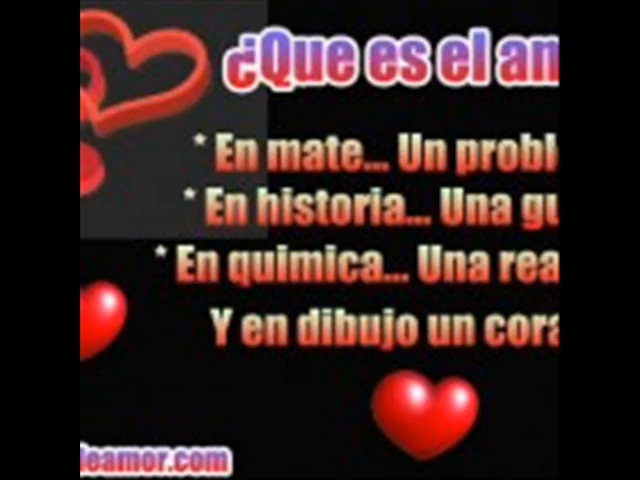 ¿Que es el am
* En mate... Un probl
* En historia... Una gu
* En quimica... Una rea
Y en dibujo un cora
deamor.com